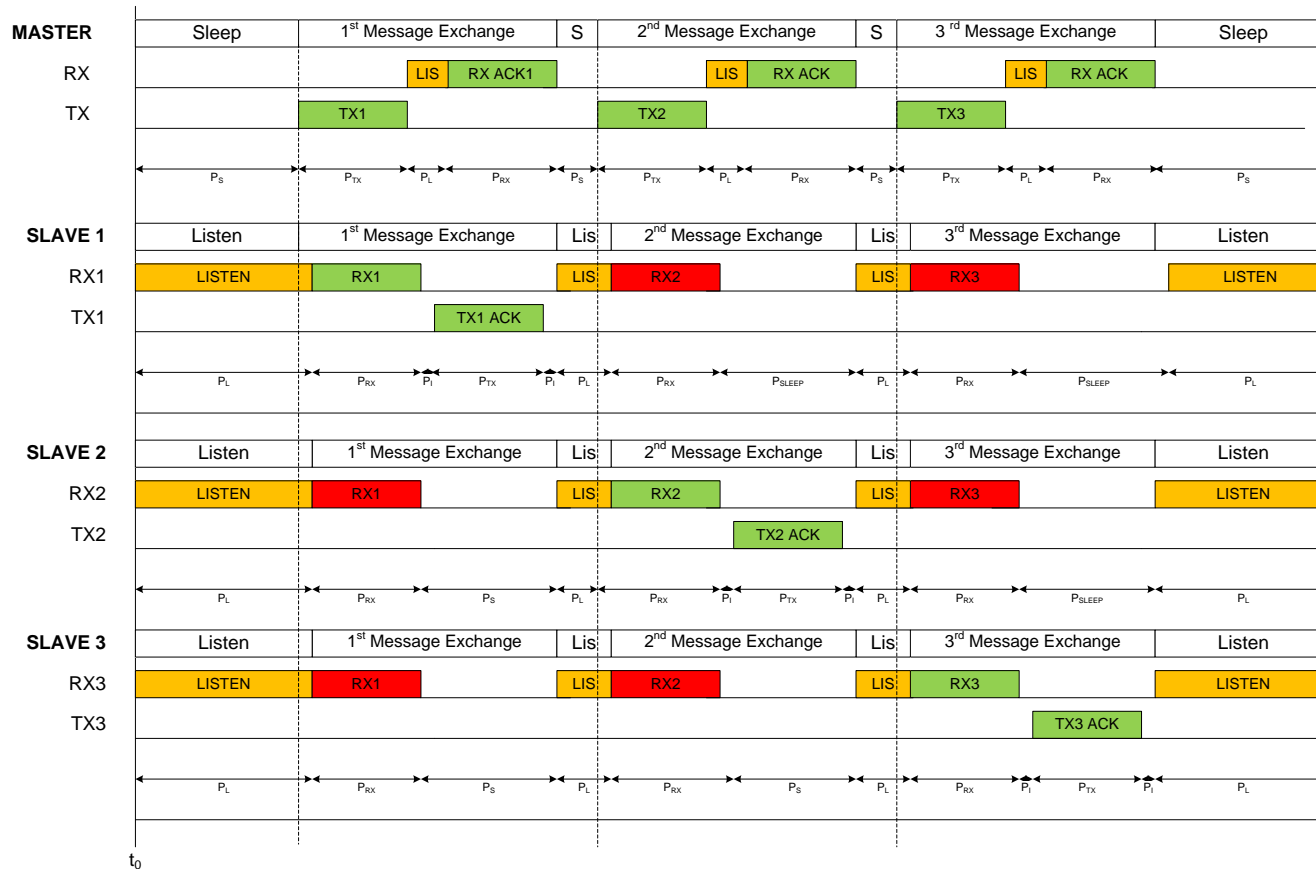 MASTER Sleep 1st Message Exchange S 2nd Message Exchange S 3 rd Message Exchange Sleep
RX LIS RX ACK1 LIS RX ACK LIS RX ACK
TX TX1 TX2 TX3
PS PTX PL PRX PS PTX PL PRX PS PTX PL PRX PS
SLAVE 1 Listen 1st Message Exchange Lis 2nd Message Exchange Lis 3rd Message Exchange Listen
RX1 LISTEN RX1 LIS RX2 LIS RX3 LISTEN
TX1 TX1 ACK
PL PRX PI PTX PI PL PRX PSLEEP PL PRX PSLEEP PL
SLAVE 2 Listen 1st Message Exchange Lis 2nd Message Exchange Lis 3rd Message Exchange Listen
RX2 LISTEN RX1 LIS RX2 LIS RX3 LISTEN
TX2 TX2 ACK
PL PRX PS PL PRX PI PTX PI PL PRX PSLEEP PL
SLAVE 3 Listen 1st Message Exchange Lis 2nd Message Exchange Lis 3rd Message Exchange Listen
RX3 LISTEN RX1 LIS RX2 LIS RX3 LISTEN
TX3 TX3 ACK
PL PRX PS PL PRX PS PL PRX PI PTX PI PL
t0